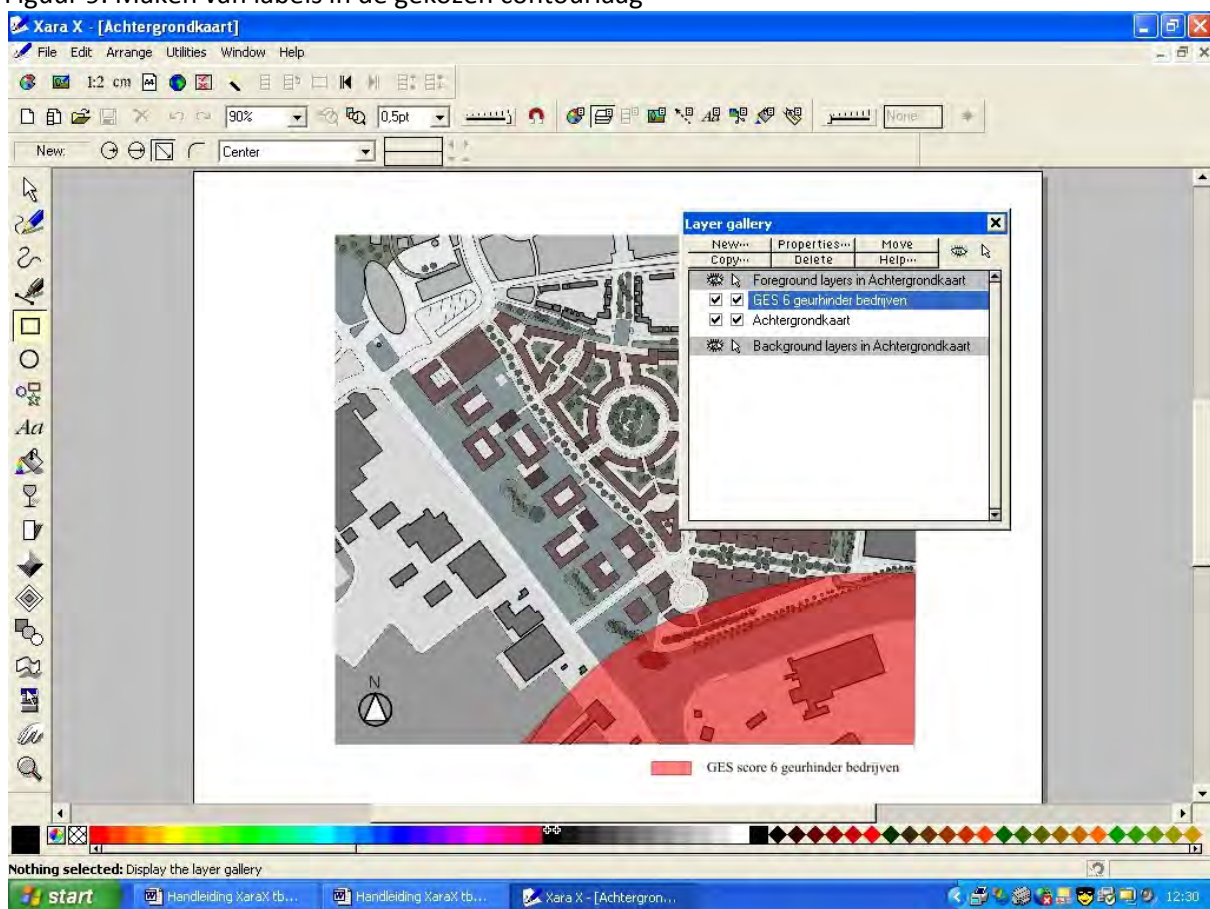 Figuur 9: Maken van labels in de gekozen contourlaag
Xara X - [Achtergrondkaart]
File Edit Arrange Utilities Window Help
1:2 cm A4
90% 0,5pt None
New: Center
Layer gallery
New... Properties... Move
Copy... Delete Help...
Foreground layers in Achtergrondkaart
GES 6 geurhinder bedrijven
Achtergrondkaart
Background layers in Achtergrondkaart
Aa
N
GES score 6 geurhinder bedrijven
Nothing selected: Display the layer gallery
start Handleiding XaraX tb... Handleiding XaraX tb... Xara X - [Achtergron... 12:30